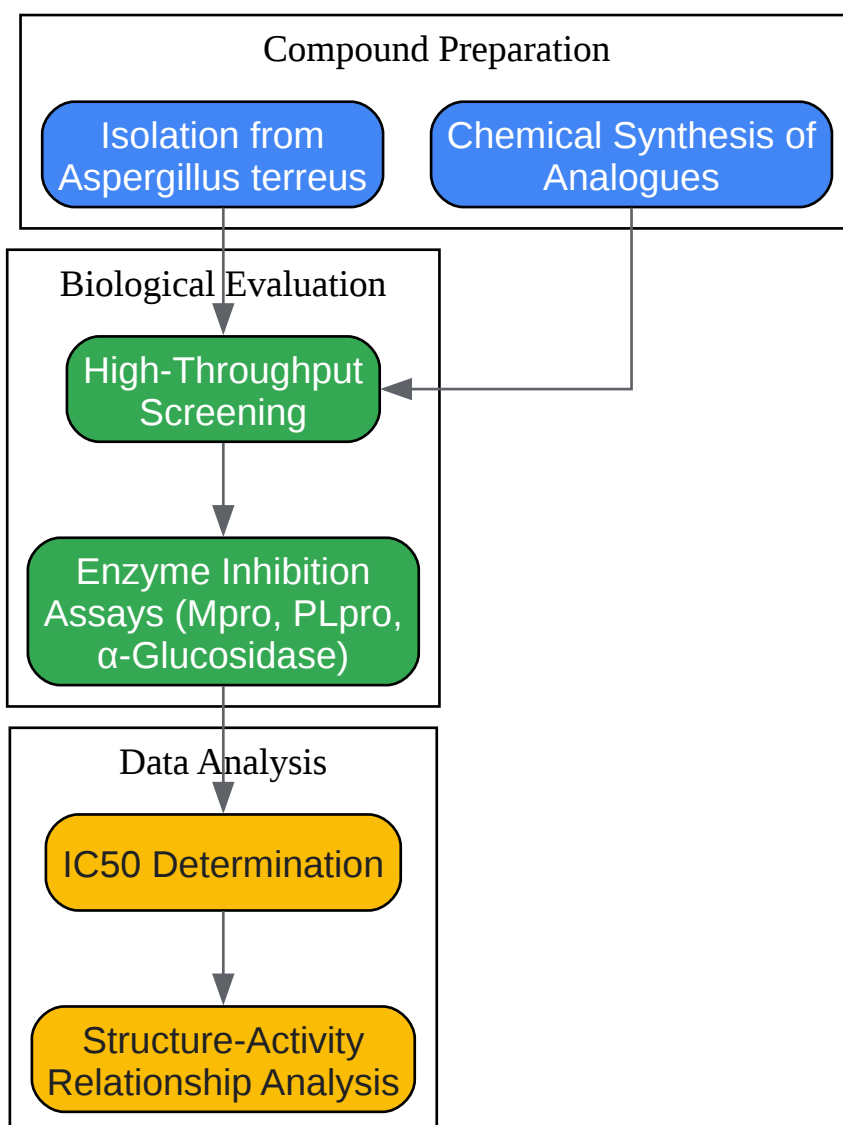 Compound Preparation
Isolation from
Aspergillus terreus
Chemical Synthesis of
Analogues
Biological Evaluation
High-Throughput
Screening
Enzyme Inhibition
Assays (Mpro, PLpro,
α-Glucosidase)
Data Analysis
IC50 Determination
Structure-Activity
Relationship Analysis